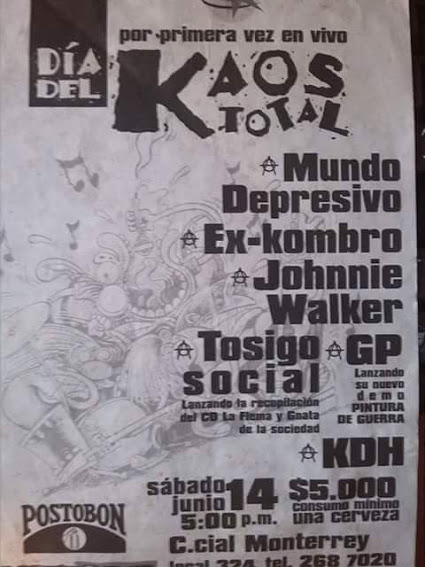 por primera vez en vivo
DÍA
DEL
KAOS
TOTAL
Mundo
Depresivo
Ex-kombro
Johnnie
Walker
Tosigo
social
Lanzando la recopilación
del CD La Flema y Gnata
de la sociedad
GP
Lanzando
su nuevo
demo
PINTURA
DE GUERRA
KDH
POSTOBON
sábado
junio 14
5:00 p.m.
$5.000
consumo mínimo
una cerveza
C.cial Monterrey
local 224 tel. 268 7020